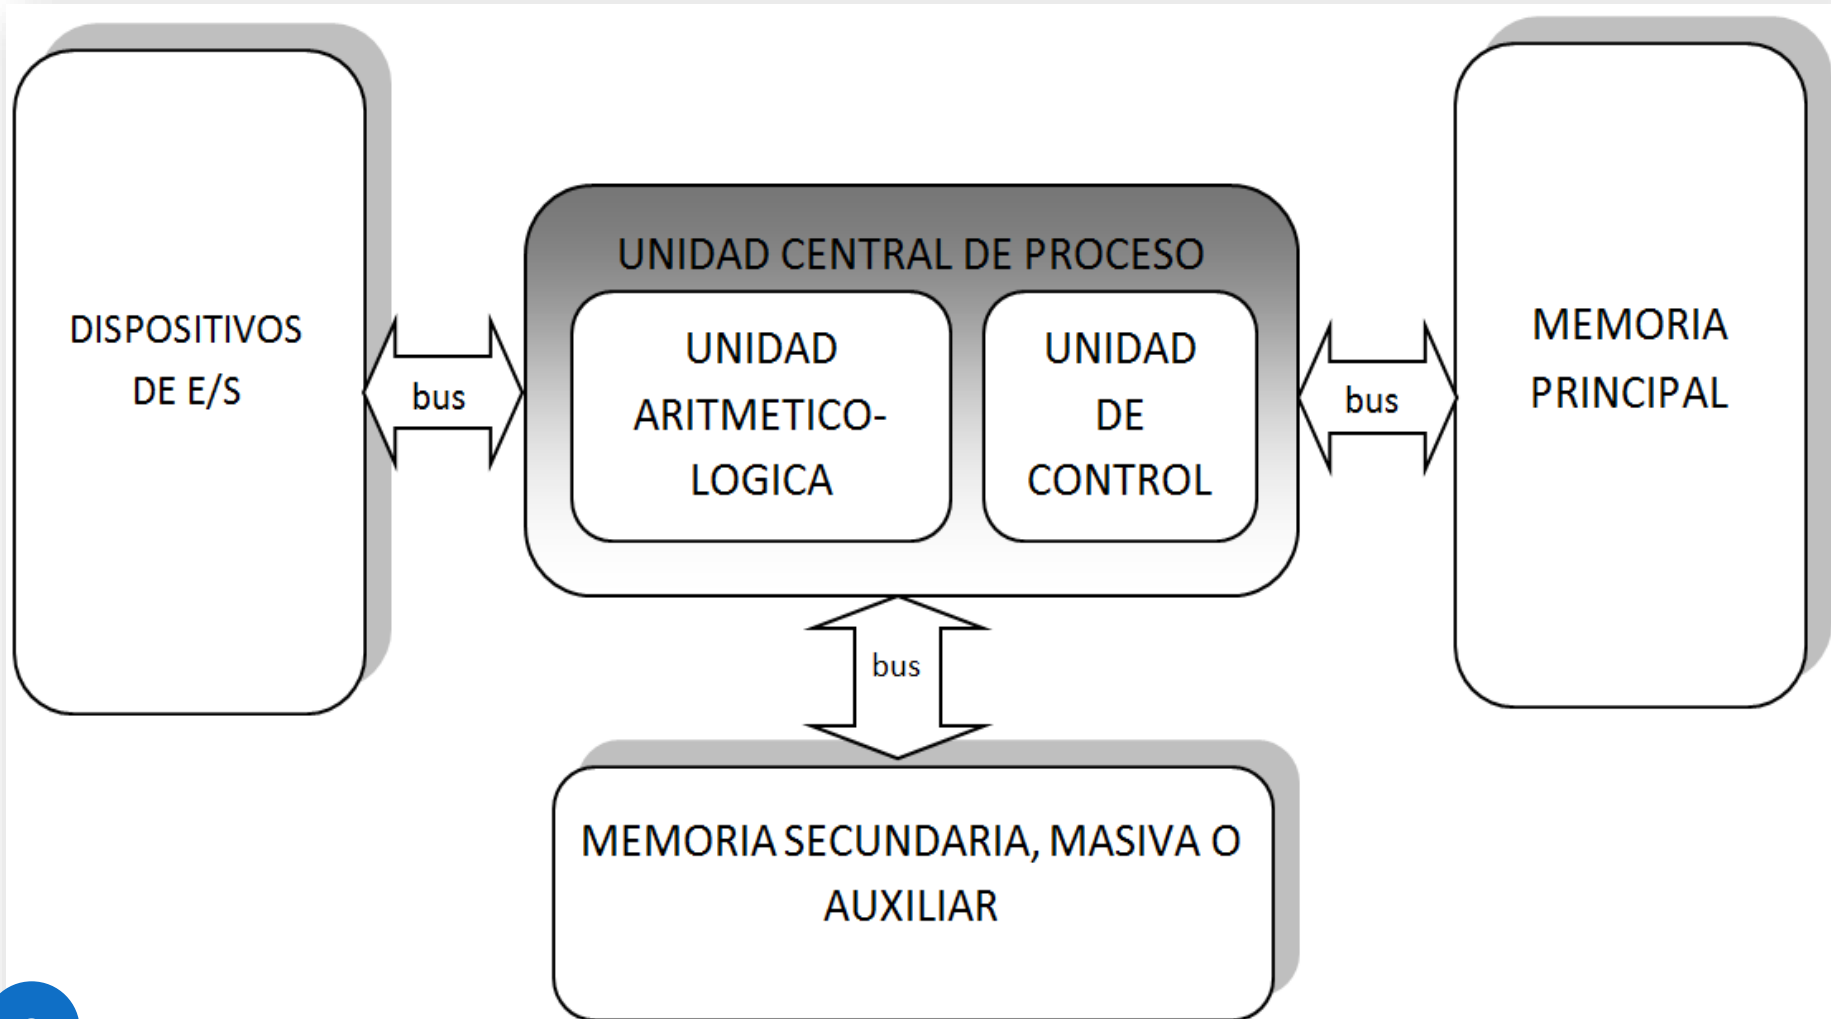 DISPOSITIVOS
DE E/S
bus
UNIDAD CENTRAL DE PROCESO
UNIDAD
ARITMETICO-
LOGICA
UNIDAD
DE
CONTROL
bus
MEMORIA
PRINCIPAL
bus
MEMORIA SECUNDARIA, MASIVA O
AUXILIAR